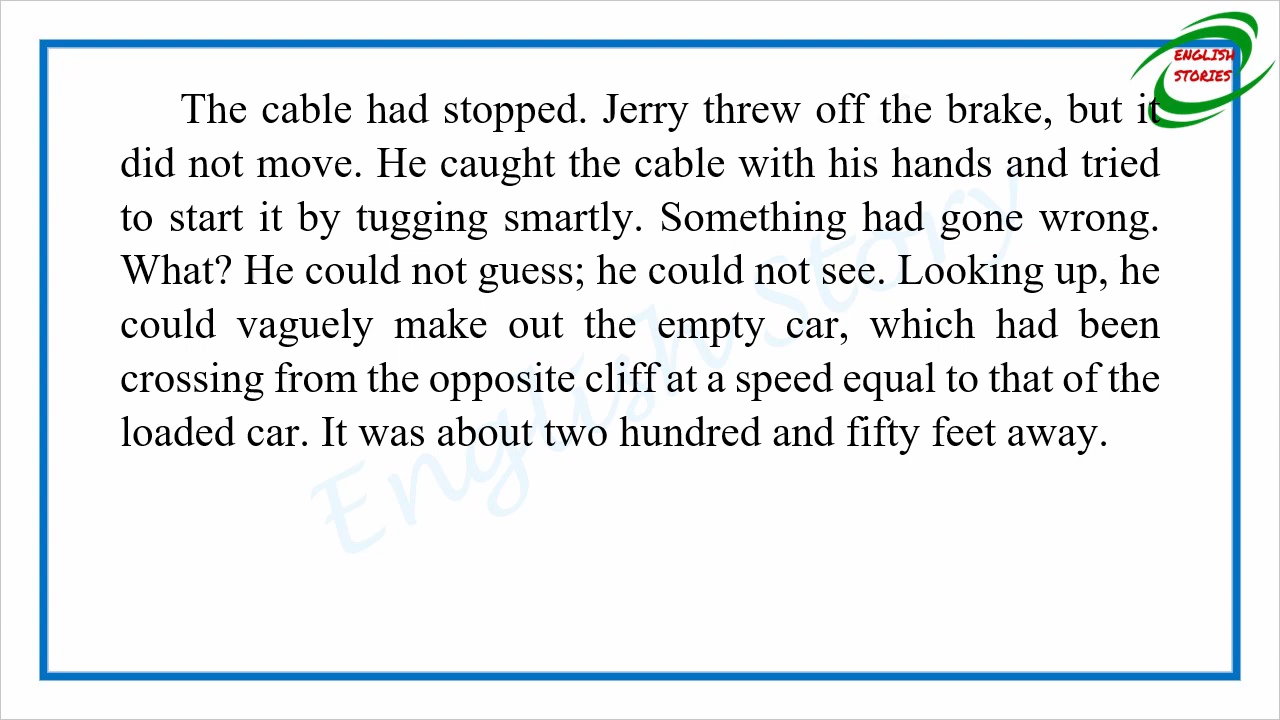 ENGLISH
STORIES
The cable had stopped. Jerry threw off the brake, but it
did not move. He caught the cable with his hands and tried
to start it by tugging smartly. Something had gone wrong.
What? He could not guess; he could not see. Looking up, he
could vaguely make out the empty car, which had been
crossing from the opposite cliff at a speed equal to that of the
loaded car. It was about two hundred and fifty feet away.
English Story